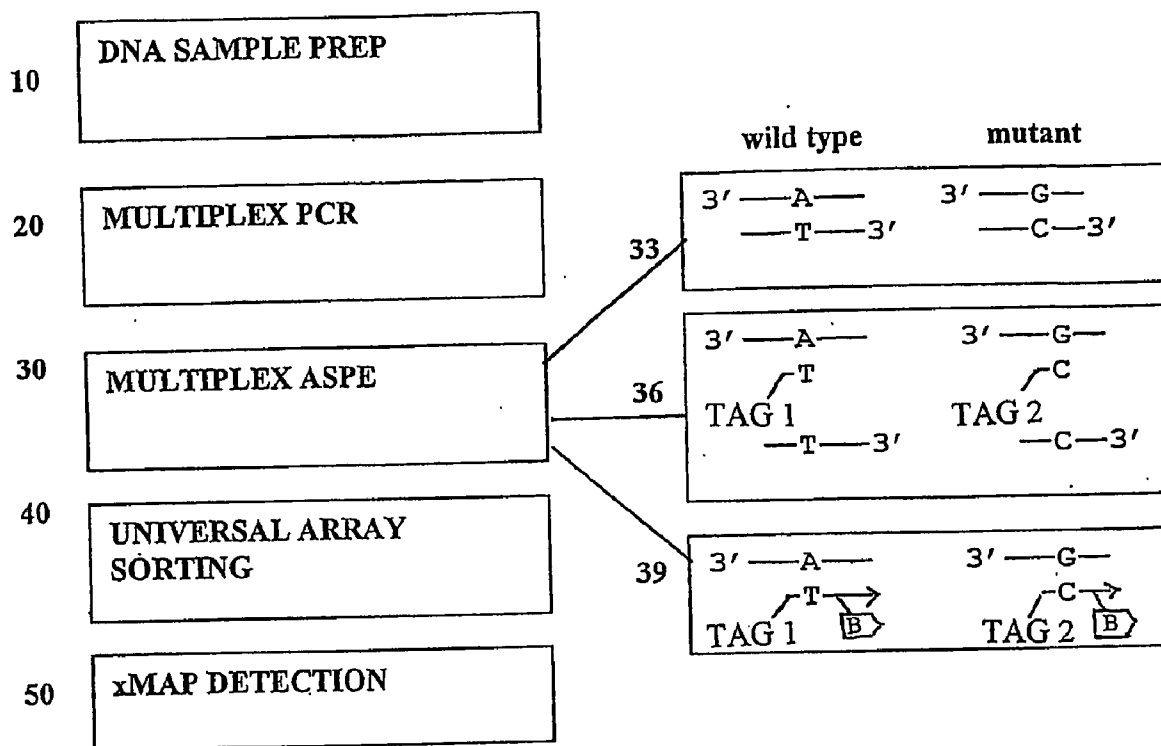 10
DNA SAMPLE PREP
20
MULTIPLEX PCR
30
MULTIPLEX ASPE
40
UNIVERSAL ARRAY
SORTING
50
xMAP DETECTION
wild type mutant
33
3' A 3' G
T 3' C 3'
36
3' A 3' G
T C
TAG 1 TAG 2
T 3' C 3'
39
3' A 3' G
T C
TAG 1 B TAG 2 B